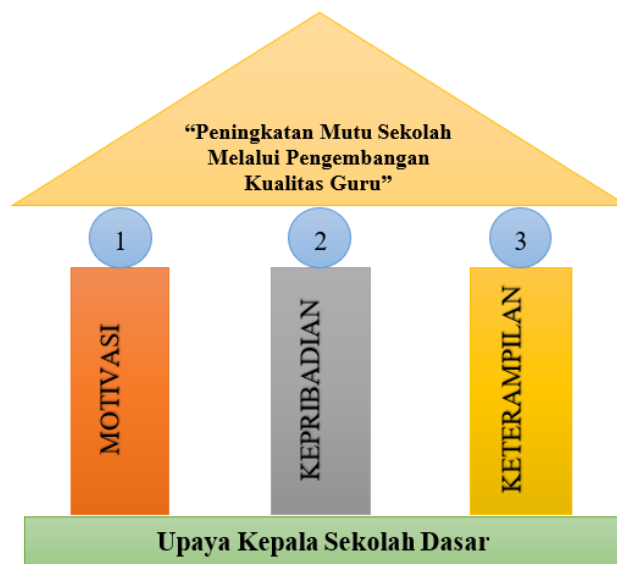 “Peningkatan Mutu Sekolah
Melalui Pengembangan
Kualitas Guru”
1
2
3
MOTIVASI
KEPRIBADIAN
KETERAMPILAN
Upaya Kepala Sekolah Dasar